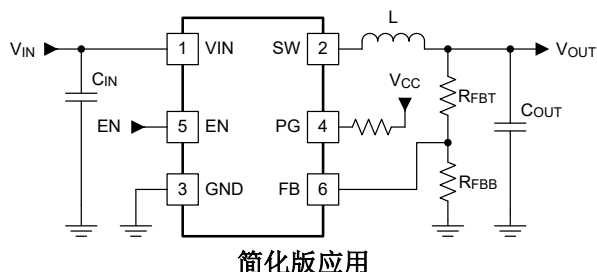 L
VIN 1 VIN SW 2 VOUT
CIN VCC RFBT COUT
EN 5 EN PG 4
3 GND FB 6 RFBB
简化版应用